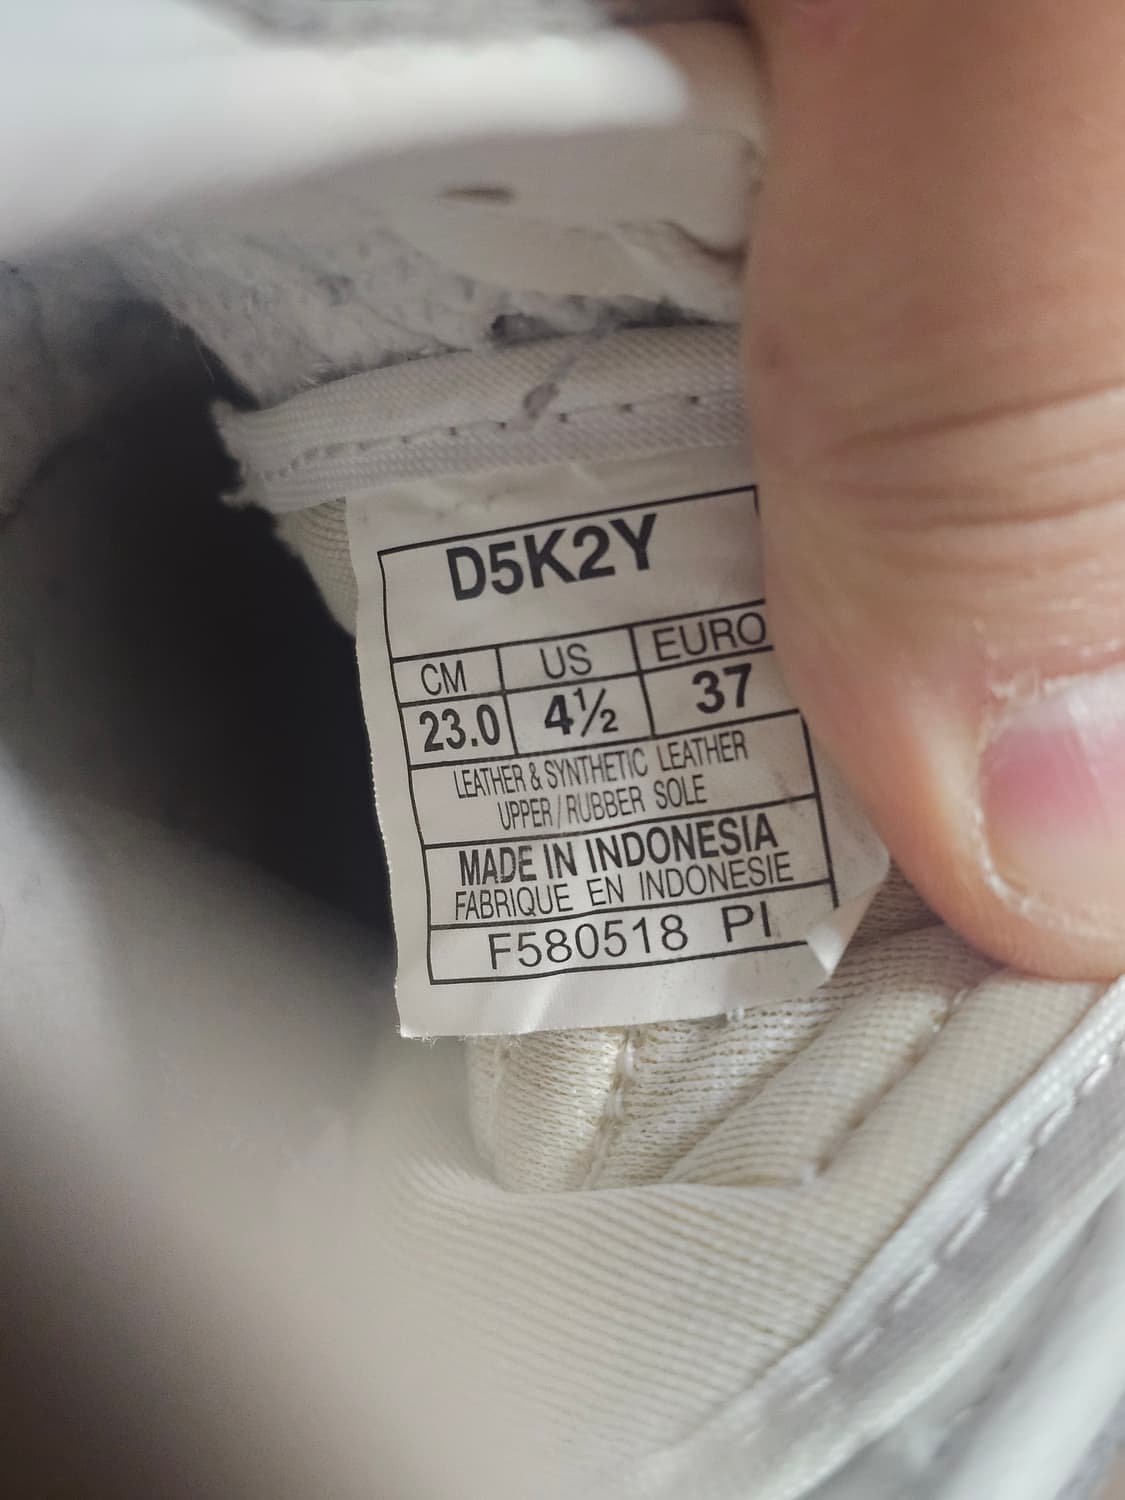 D5K2Y
CM US EURO
23.0 4½ 37
LEATHER & SYNTHETIC LEATHER
UPPER / RUBBER SOLE
MADE IN INDONESIA
FABRIQUE EN INDONESIE
F580518 PI